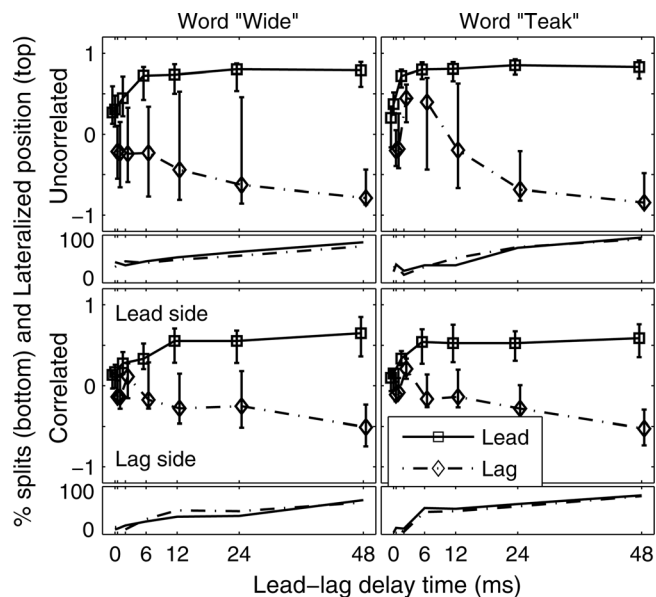 Word "Wide"
Word "Teak"
% splits (bottom) and Lateralized position (top)
Uncorrelated
Correlated
1
0
−1
100
0
Lead side
1
0
−1
Lag side
Lead
Lag
100
0
0 6 12 24 48
0 6 12 24 48
Lead−lag delay time (ms)